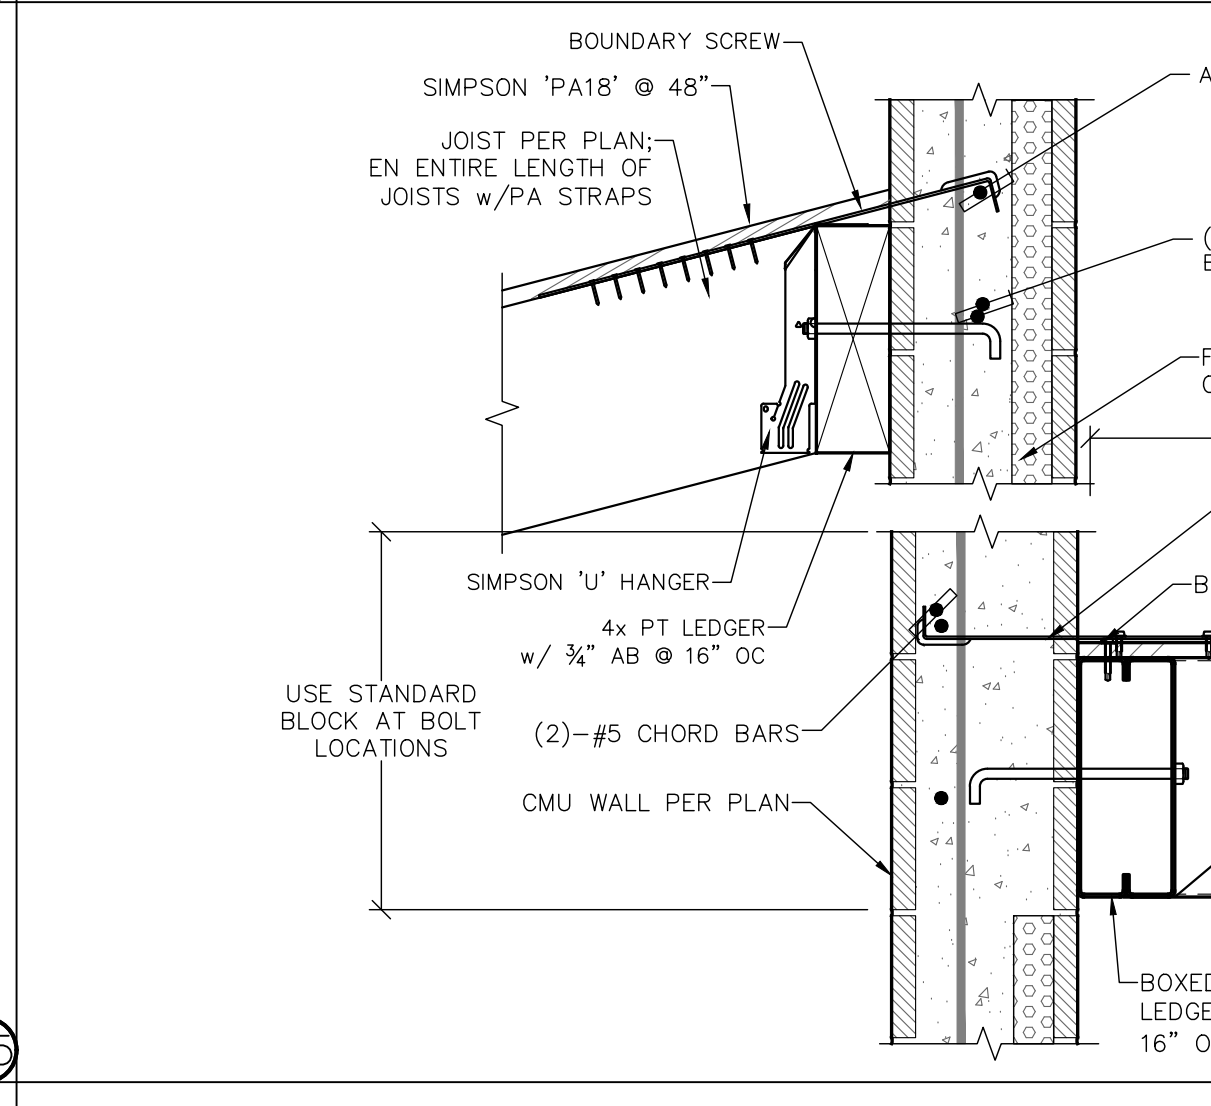 BOUNDARY SCREW
SIMPSON 'PA18' @ 48"
JOIST PER PLAN;
EN ENTIRE LENGTH OF
JOISTS w/PA STRAPS
A
(
F
SIMPSON 'U' HANGER
4x PT LEDGER
w/ ¾" AB @ 16" OC
B
USE STANDARD
BLOCK AT BOLT
LOCATIONS
(2)-#5 CHORD BARS
CMU WALL PER PLAN
BOXED
LEDGE
16" O